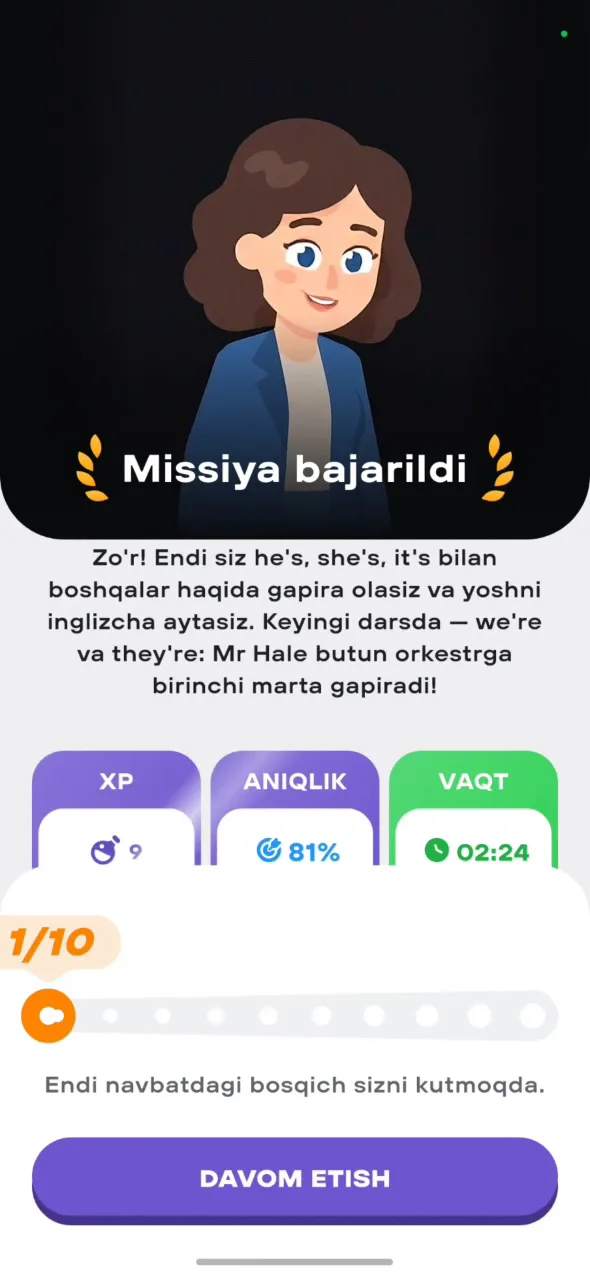 Missiya bajarildi
Zo'r! Endi siz he's, she's, it's bilan
boshqalar haqida gapira olasiz va yoshni
inglizcha aytasiz. Keyingi darsda — we're
va they're: Mr Hale butun orkestrga
birinchi marta gapiradi!
XP
ANIQLIK
VAQT
9
81%
02:24
1/10
Endi navbatdagi bosqich sizni kutmoqda.
DAVOM ETISH